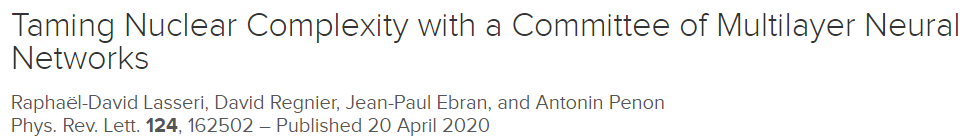 Taming Nuclear Complexity with a Committee of Multilayer Neural
Networks
Raphaël-David Lasseri, David Regnier, Jean-Paul Ebran, and Antonin Penon
Phys. Rev. Lett. 124, 162502 – Published 20 April 2020